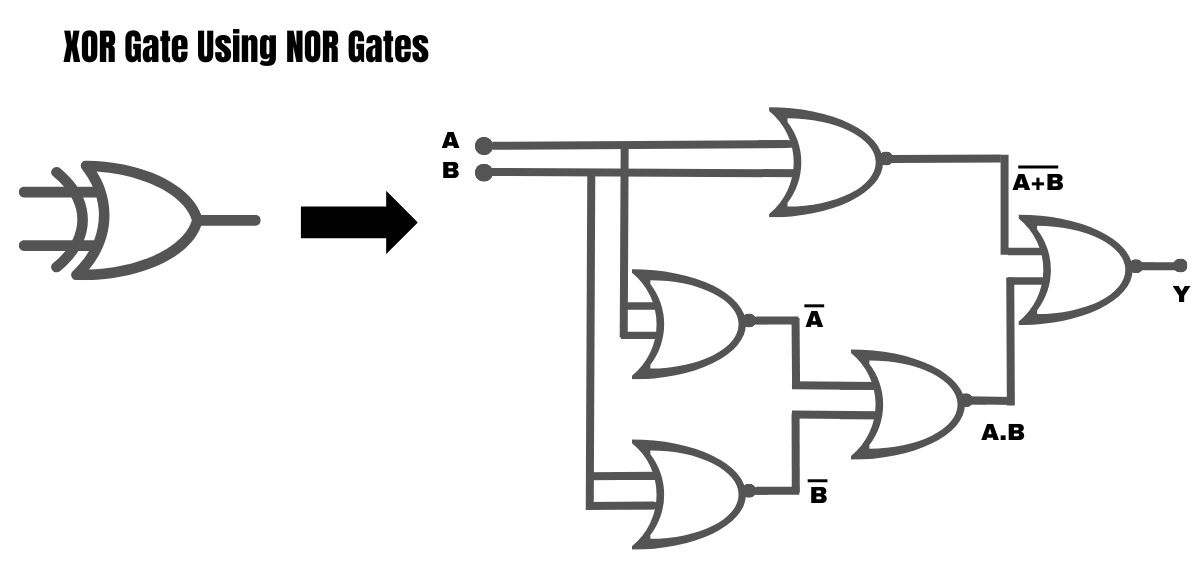 XOR Gate Using NOR Gates
A
B
A̅+̅B̅
Y
A̅
A.B
B̅